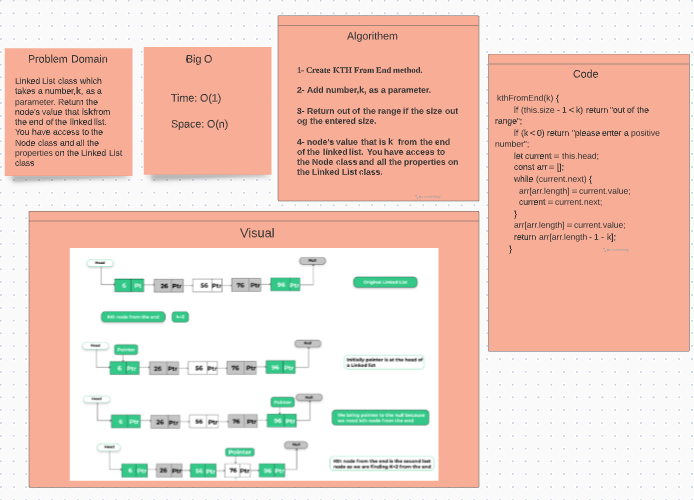 Problem Domain
Linked List class which
takes a number,k, as a
parameter. Return the
node's value that iskfrom
the end of the linked list.
You have access to the
Node class and all the
properties on the Linked List
class
Big O
Time: O(1)
Space: O(n)
Algorithem
1- Create KTH From End method.
2- Add number,k, as a parameter.
3- Return out of the range if the size out
og the entered size.
4- node's value that is k from the end
of the linked list. You have access to
the Node class and all the properties on
the Linked List class.
Code
kthFromEnd(k) {
if (this.size - 1 < k) return "out of the
range";
if (k < 0) return "please enter a positive
number";
let current = this.head;
const arr = [];
while (current.next) {
arr[arr.length] = current.value;
current = current.next;
}
arr[arr.length] = current.value;
return arr[arr.length - 1 - k];
}
Visual
Head
Null
6 Ptr 26 Ptr 56 Ptr 76 Ptr 96 Ptr
Original Linked List
Kth node from the end
K=2
Head
Pointer
Null
6 Ptr 26 Ptr 56 Ptr 76 Ptr 96 Ptr
Initially pointer is at the head of
a Linked list
Head
Pointer
Null
6 Ptr 26 Ptr 56 Ptr 76 Ptr 96 Ptr
We bring pointer to the null because
we need kth node from the end
Head
Pointer
Null
6 Ptr 26 Ptr 56 Ptr 76 Ptr 96 Ptr
Kth node from the end is the second last
node as we are finding K=2 from the end